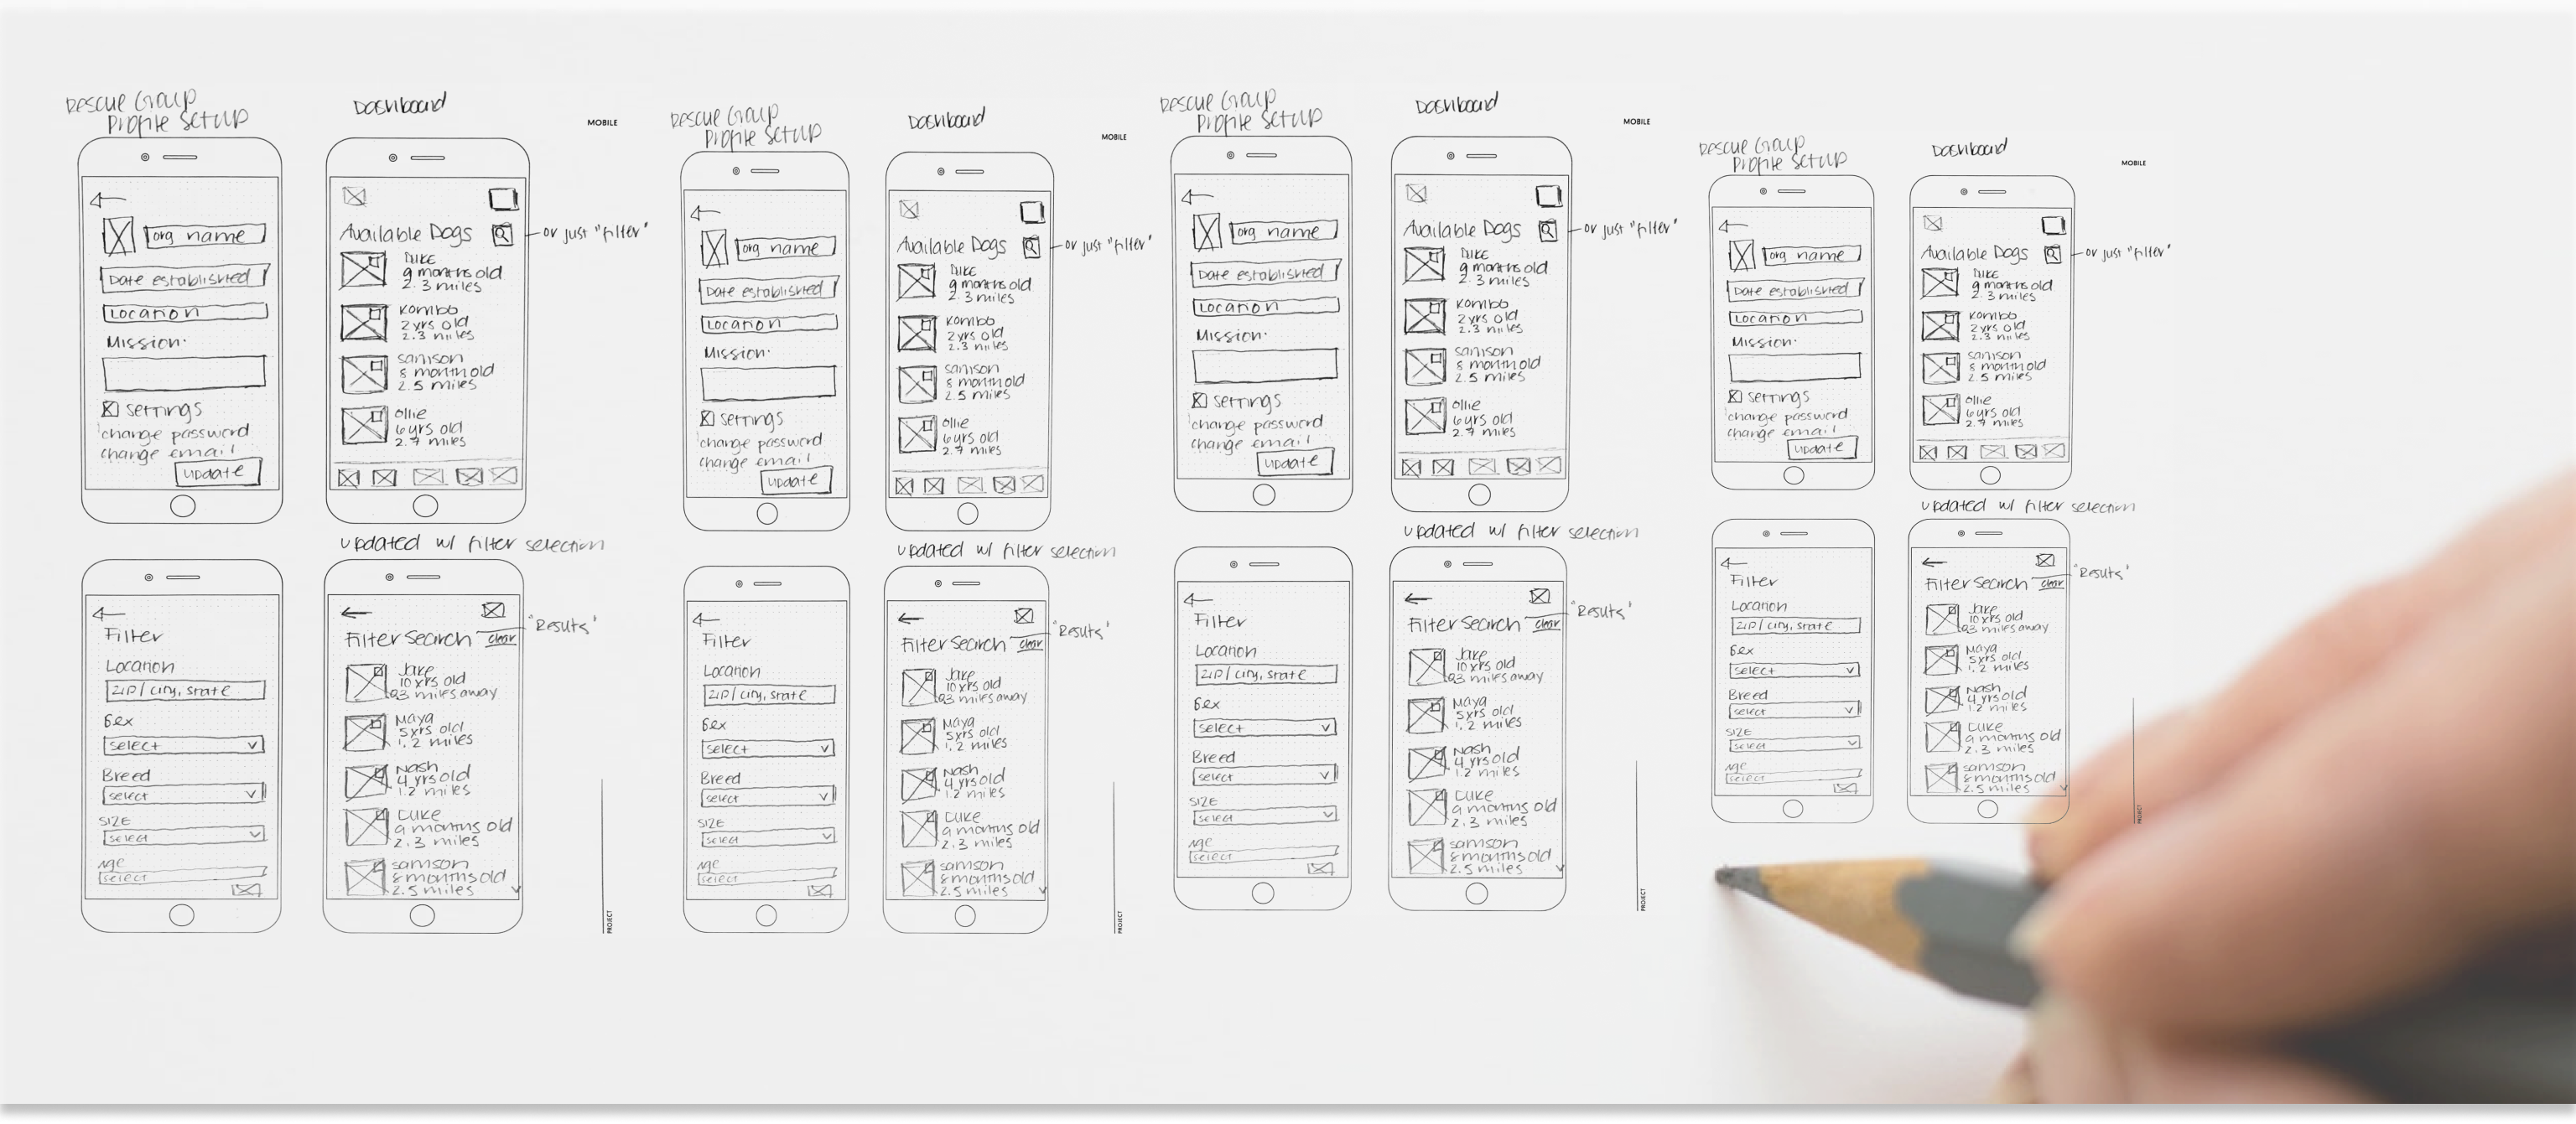 Rescue Group
Profile Setup
org name
Date established
Location
Mission:
settings
change password
change email
update
Dashboard
MOBILE
Available Dogs
or just "filter"
Duke
9 months old
2.3 miles
Kombo
2 yrs old
2.3 miles
Samson
8 month old
2.5 miles
Ollie
6 yrs old
2.7 miles
Filter
Location
zip/city, state
Sex
select
Breed
select
SIZE
select
Age
select
updated w/ filter selection
Filter Search clear
"Results"
Jake
10 yrs old
0.3 miles away
Maya
5 yrs old
1.2 miles
Nash
4 yrs old
1.2 miles
Duke
9 months old
2.3 miles
Samson
8 months old
2.5 miles
PROJECT
Rescue Group
Profile Setup
org name
Date established
Location
Mission:
settings
change password
change email
update
Dashboard
MOBILE
Available Dogs
or just "filter"
Duke
9 months old
2.3 miles
Kombo
2 yrs old
2.3 miles
Samson
8 month old
2.5 miles
Ollie
6 yrs old
2.7 miles
Filter
Location
zip/city, state
Sex
select
Breed
select
SIZE
select
Age
select
updated w/ filter selection
Filter Search clear
"Results"
Jake
10 yrs old
0.3 miles away
Maya
5 yrs old
1.2 miles
Nash
4 yrs old
1.2 miles
Duke
9 months old
2.3 miles
Samson
8 months old
2.5 miles
PROJECT
Rescue Group
Profile Setup
org name
Date established
Location
Mission:
settings
change password
change email
update
Dashboard
MOBILE
Available Dogs
or just "filter"
Duke
9 months old
2.3 miles
Kombo
2 yrs old
2.3 miles
Samson
8 month old
2.5 miles
Ollie
6 yrs old
2.7 miles
Filter
Location
zip/city, state
Sex
select
Breed
select
SIZE
select
Age
select
updated w/ filter selection
Filter Search clear
"Results"
Jake
10 yrs old
0.3 miles away
Maya
5 yrs old
1.2 miles
Nash
4 yrs old
1.2 miles
Duke
9 months old
2.3 miles
Samson
8 months old
2.5 miles
PROJECT
Rescue Group
Profile Setup
org name
Date established
Location
Mission:
settings
change password
change email
update
Dashboard
MOBILE
Available Dogs
or just "filter"
Duke
9 months old
2.3 miles
Kombo
2 yrs old
2.3 miles
Samson
8 month old
2.5 miles
Ollie
6 yrs old
2.7 miles
Filter
Location
zip/city, state
Sex
select
Breed
select
SIZE
select
Age
select
updated w/ filter selection
Filter Search clear
"Results"
Jake
10 yrs old
0.3 miles away
Maya
5 yrs old
1.2 miles
Nash
4 yrs old
1.2 miles
Duke
9 months old
2.3 miles
Samson
8 months old
2.5 miles
PROJECT